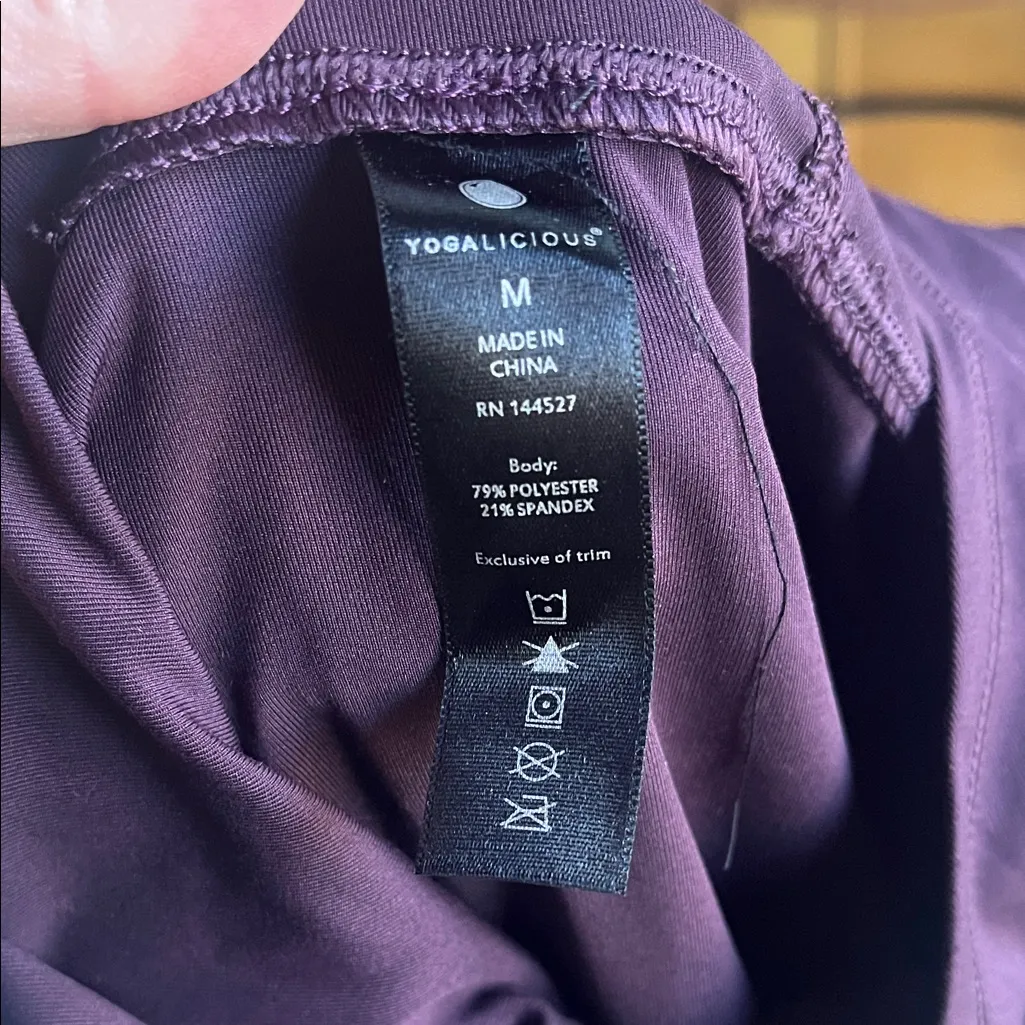 YOGALICIOUS®
M
MADE IN
CHINA
RN 144527
Body:
79% POLYESTER
21% SPANDEX
Exclusive of trim